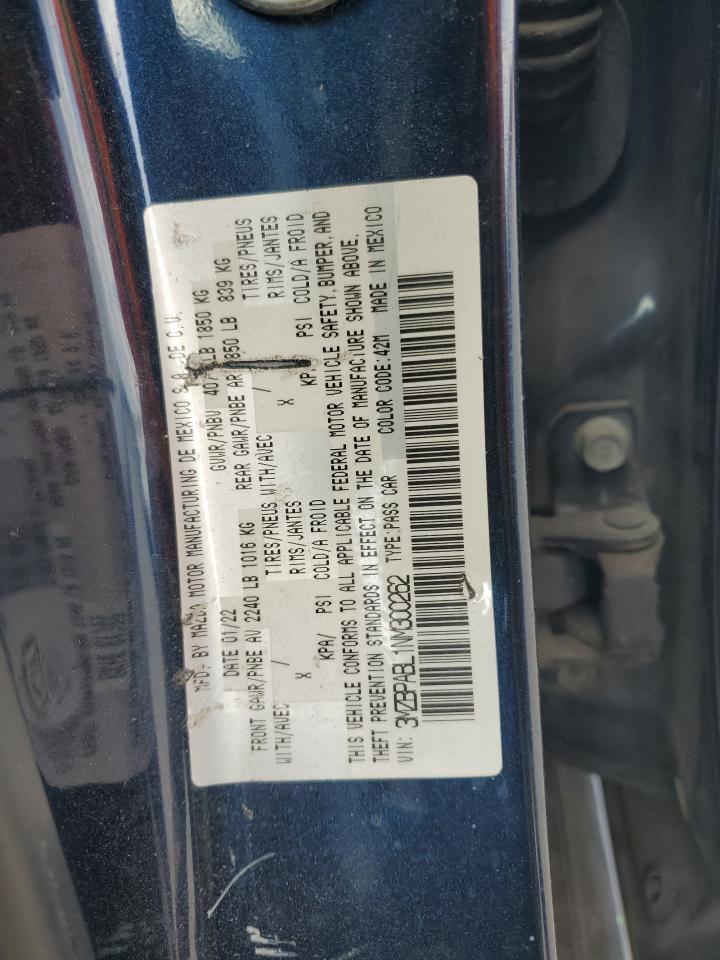 MFD. BY MAZDA MOTOR MANUFACTURING DE MEXICO S.A. DE C.V.
DATE 01/22 GVWR/PNBV LB 1850 KG
FRONT GAWR/PNBE AV 2240 LB 1016 KG REAR GAWR/PNBE AR 850 LB 839 KG
WITH/AVEC / TIRES/PNEUS WITH/AVEC / TIRES/PNEUS
X RIMS/JANTES X RIMS/JANTES
KPA/ PSI COLD/A FROID KP PSI COLD/A FROID
THIS VEHICLE CONFORMS TO ALL APPLICABLE FEDERAL MOTOR VEHICLE SAFETY, BUMPER, AND
THEFT PREVENTION STANDARDS IN EFFECT ON THE DATE OF MANUFACTURE SHOWN ABOVE.
VIN: 3MZBPABL1NM300262 TYPE:PASS CAR COLOR CODE:42M MADE IN MEXICO